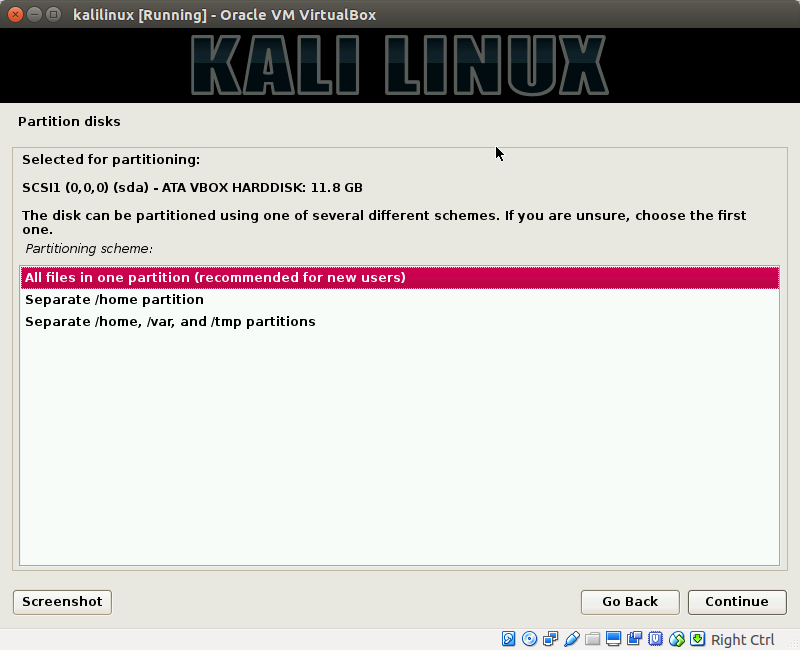 kalilinux [Running] - Oracle VM VirtualBox
KALI LINUX
Partition disks
Selected for partitioning:
SCSI1 (0,0,0) (sda) - ATA VBOX HARDDISK: 11.8 GB
The disk can be partitioned using one of several different schemes. If you are unsure, choose the first
one.
Partitioning scheme:
All files in one partition (recommended for new users)
Separate /home partition
Separate /home, /var, and /tmp partitions
Screenshot
Go Back
Continue
Right Ctrl